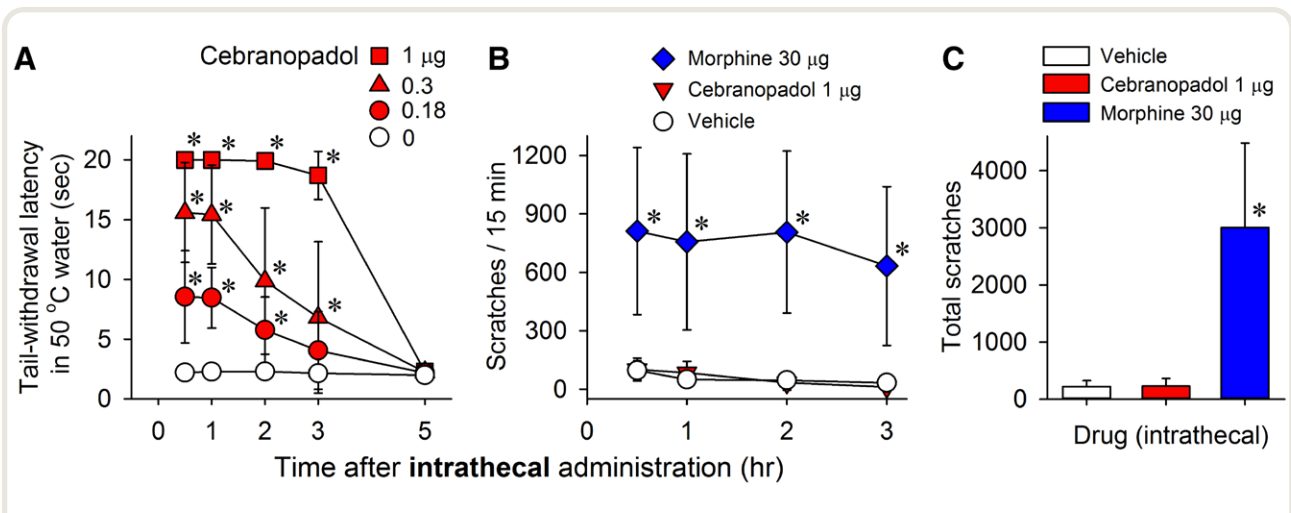 A
Cebranopadol
1 μg
0.3
0.18
0
Tail-withdrawal latency
in 50 °C water (sec)
20
15
10
5
0
* * * *
* * * *
* * *
0 1 2 3 5
B
Morphine 30 μg
Cebranopadol 1 μg
Vehicle
Scratches / 15 min
1200
900
600
300
0
* * * *
0 1 2 3
Time after intrathecal administration (hr)
C
Vehicle
Cebranopadol 1 μg
Morphine 30 μg
Total scratches
4000
3000
2000
1000
0
*
Drug (intrathecal)